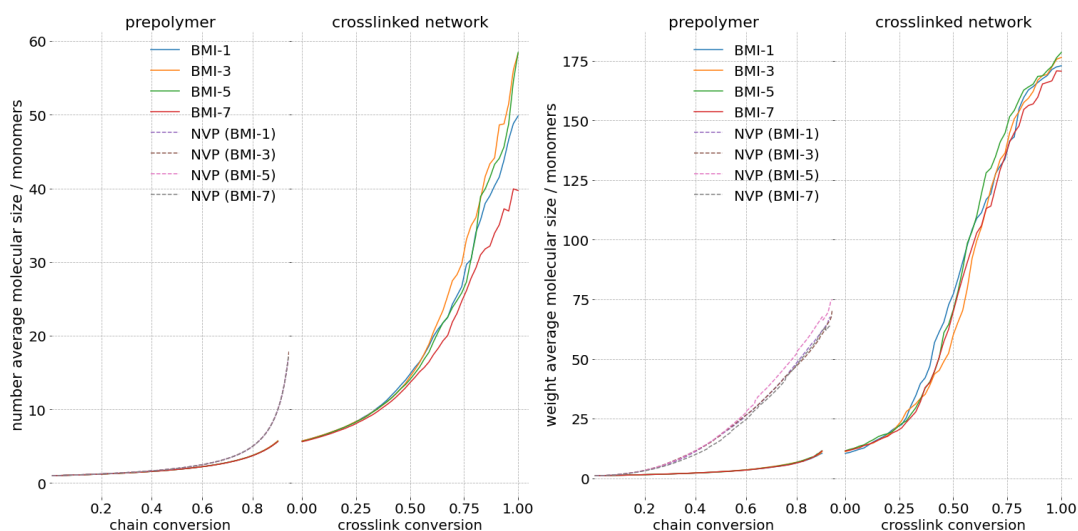 prepolymer
crosslinked network
60
50
40
30
20
10
0
number average molecular size / monomers
BMI-1
BMI-3
BMI-5
BMI-7
NVP (BMI-1)
NVP (BMI-3)
NVP (BMI-5)
NVP (BMI-7)
0.2
0.4
0.6
0.8
0.00
0.25
0.50
0.75
1.00
chain conversion
crosslink conversion
prepolymer
crosslinked network
175
150
125
100
75
50
25
0
weight average molecular size / monomers
BMI-1
BMI-3
BMI-5
BMI-7
NVP (BMI-1)
NVP (BMI-3)
NVP (BMI-5)
NVP (BMI-7)
0.2
0.4
0.6
0.8
0.00
0.25
0.50
0.75
1.00
chain conversion
crosslink conversion